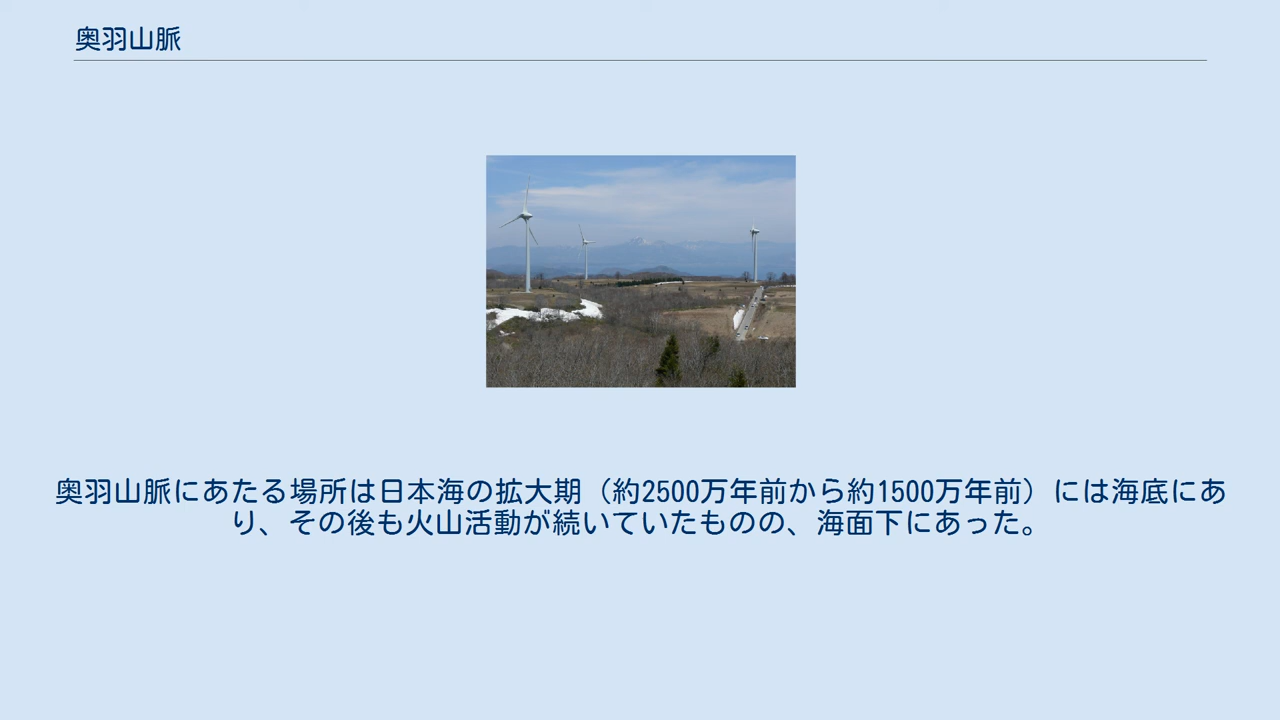 奥羽山脈
奥羽山脈にあたる場所は日本海の拡大期（約2500万年前から約1500万年前）には海底にあ
り、その後も火山活動が続いていたものの、海面下にあった。